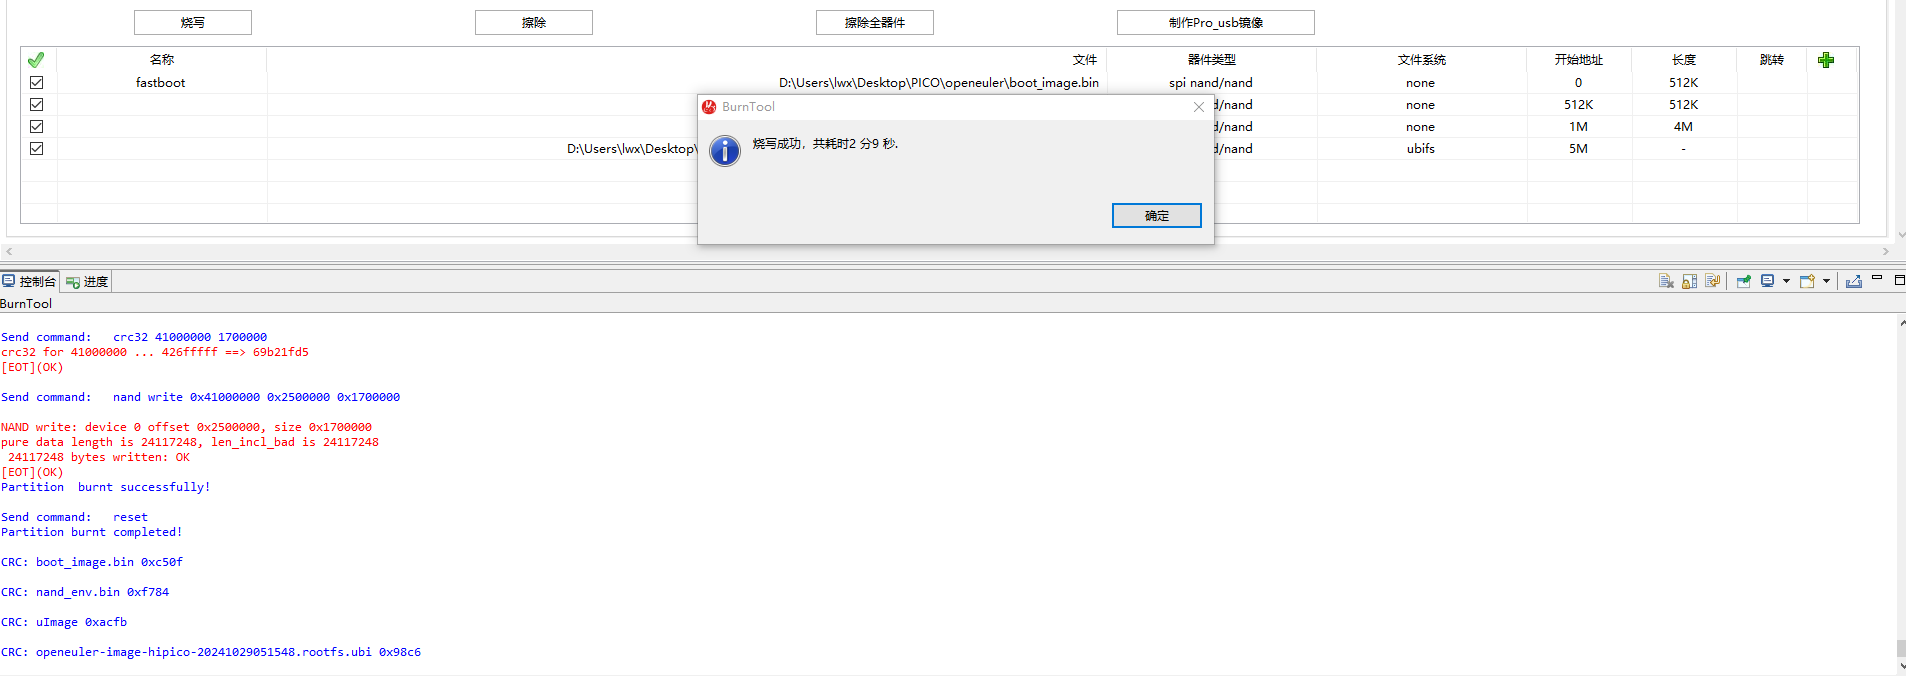 烧写 擦除 擦除全器件 制作Pro_usb镜像
名称 文件 器件类型 文件系统 开始地址 长度 跳转
fastboot D:\Users\lwx\Desktop\PICO\openeuler\boot_image.bin spi nand/nand none 0 512K
d/nand none 512K 512K
d/nand none 1M 4M
D:\Users\lwx\Desktop\ d/nand ubifs 5M -
BurnTool
烧写成功，共耗时2 分9 秒.
确定
控制台 进度
BurnTool
Send command:   crc32 41000000 1700000
crc32 for 41000000 ... 426fffff ==> 69b21fd5
[EOT](OK)
Send command:   nand write 0x41000000 0x2500000 0x1700000
NAND write: device 0 offset 0x2500000, size 0x1700000
pure data length is 24117248, len_incl_bad is 24117248
24117248 bytes written: OK
[EOT](OK)
Partition  burnt successfully!
Send command:   reset
Partition burnt completed!
CRC: boot_image.bin 0xc50f
CRC: nand_env.bin 0xf784
CRC: uImage 0xacfb
CRC: openeuler-image-hipico-20241029051548.rootfs.ubi 0x98c6